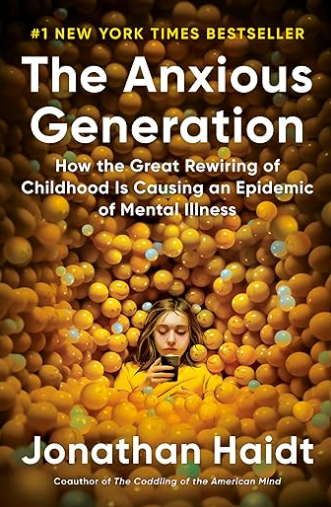 #1 NEW YORK TIMES BESTSELLER
The Anxious
Generation
How the Great Rewiring of
Childhood Is Causing an Epidemic
of Mental Illness
Jonathan Haidt
Coauthor of The Coddling of the American Mind